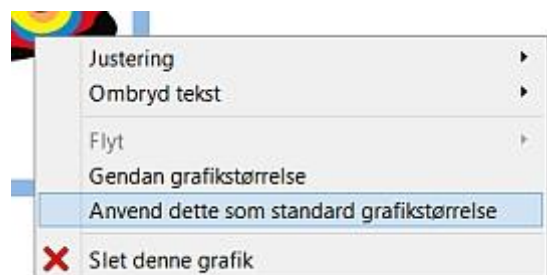 Justering
Ombryd tekst
Flyt
Gendan grafikstørrelse
Anvend dette som standard grafikstørrelse
Slet denne grafik